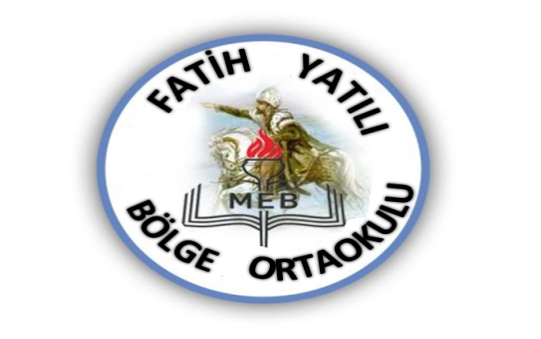 FATİH YATILI
MEB
BÖLGE ORTAOKULU